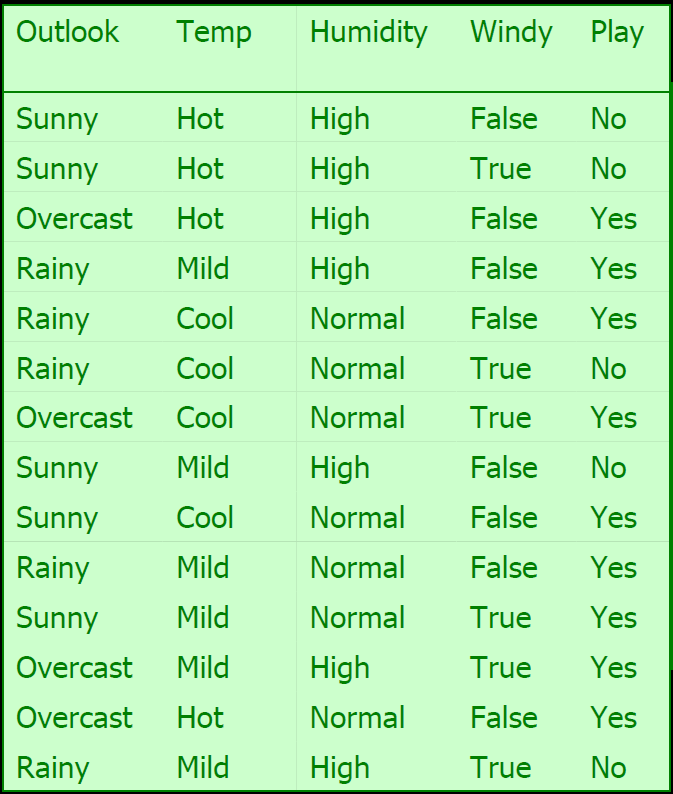 Outlook Temp Humidity Windy Play
Sunny Hot High False No
Sunny Hot High True No
Overcast Hot High False Yes
Rainy Mild High False Yes
Rainy Cool Normal False Yes
Rainy Cool Normal True No
Overcast Cool Normal True Yes
Sunny Mild High False No
Sunny Cool Normal False Yes
Rainy Mild Normal False Yes
Sunny Mild Normal True Yes
Overcast Mild High True Yes
Overcast Hot Normal False Yes
Rainy Mild High True No